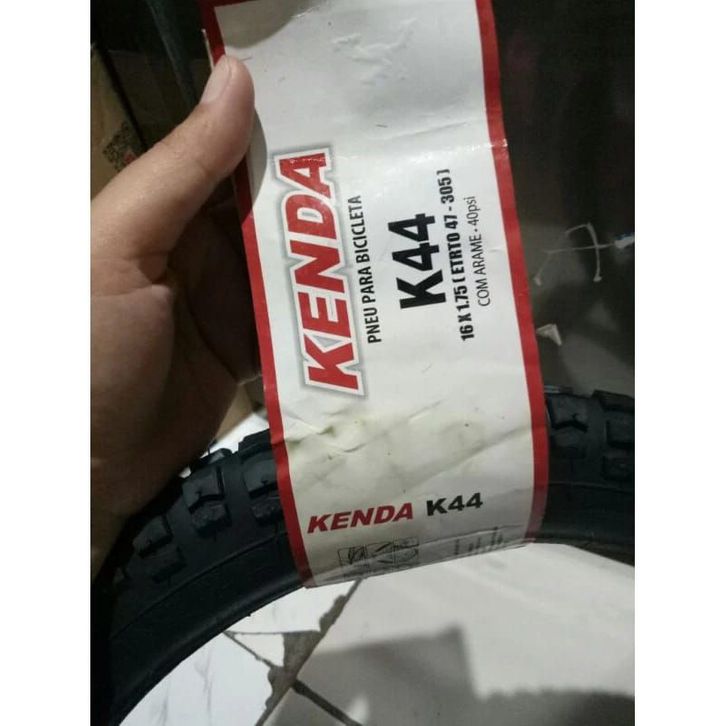 KENDA
PNEU PARA BICICLETA
K44
16 X 1.75 ( ETRTO 47 - 305 )
COM ARAME - 40psi
KENDA K44